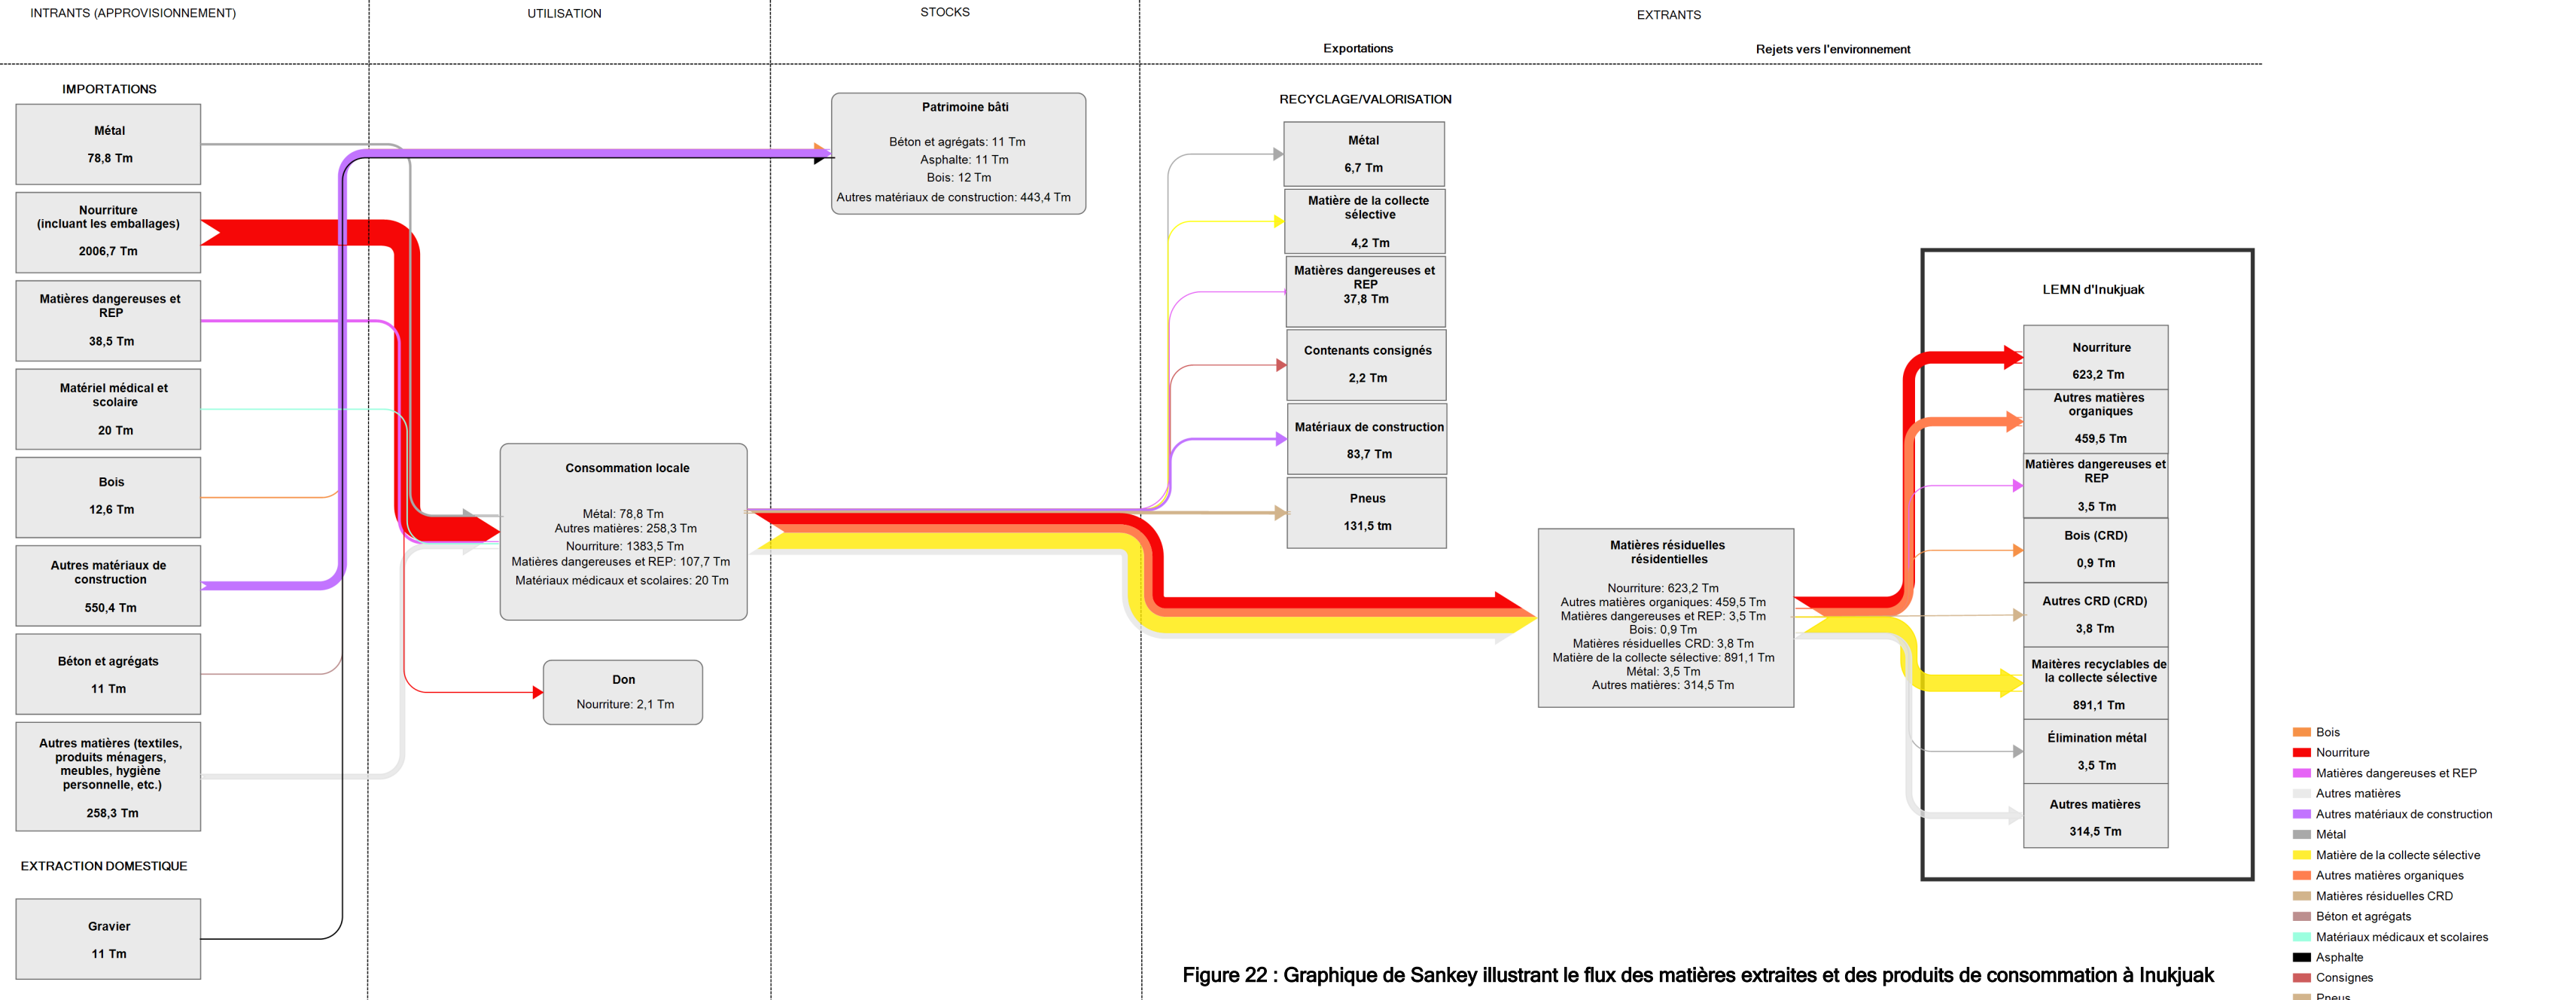 INTRANTS (APPROVISIONNEMENT)
UTILISATION
STOCKS
EXTRANTS
Exportations
Rejets vers l'environnement
IMPORTATIONS
Métal
78,8 Tm
Nourriture
(incluant les emballages)
2006,7 Tm
Matières dangereuses et
REP
38,5 Tm
Matériel médical et
scolaire
20 Tm
Bois
12,6 Tm
Autres matériaux de
construction
550,4 Tm
Béton et agrégats
11 Tm
Autres matières (textiles,
produits ménagers,
meubles, hygiène
personnelle, etc.)
258,3 Tm
EXTRACTION DOMESTIQUE
Gravier
11 Tm
Consommation locale
Métal: 78,8 Tm
Autres matières: 258,3 Tm
Nourriture: 1383,5 Tm
Matières dangereuses et REP: 107,7 Tm
Matériaux médicaux et scolaires: 20 Tm
Don
Nourriture: 2,1 Tm
Patrimoine bâti
Béton et agrégats: 11 Tm
Asphalte: 11 Tm
Bois: 12 Tm
Autres matériaux de construction: 443,4 Tm
RECYCLAGE/VALORISATION
Métal
6,7 Tm
Matière de la collecte
sélective
4,2 Tm
Matières dangereuses et
REP
37,8 Tm
Contenants consignés
2,2 Tm
Matériaux de construction
83,7 Tm
Pneus
131,5 tm
Matières résiduelles
résidentielles
Nourriture: 623,2 Tm
Autres matières organiques: 459,5 Tm
Matières dangereuses et REP: 3,5 Tm
Bois: 0,9 Tm
Matières résiduelles CRD: 3,8 Tm
Matière de la collecte sélective: 891,1 Tm
Métal: 3,5 Tm
Autres matières: 314,5 Tm
LEMN d'Inukjuak
Nourriture
623,2 Tm
Autres matières
organiques
459,5 Tm
Matières dangereuses et
REP
3,5 Tm
Bois (CRD)
0,9 Tm
Autres CRD (CRD)
3,8 Tm
Maitères recyclables de
la collecte sélective
891,1 Tm
Élimination métal
3,5 Tm
Autres matières
314,5 Tm
Bois
Nourriture
Matières dangereuses et REP
Autres matières
Autres matériaux de construction
Métal
Matière de la collecte sélective
Autres matières organiques
Matières résiduelles CRD
Béton et agrégats
Matériaux médicaux et scolaires
Asphalte
Consignes
Pneus
Figure 22 : Graphique de Sankey illustrant le flux des matières extraites et des produits de consommation à Inukjuak